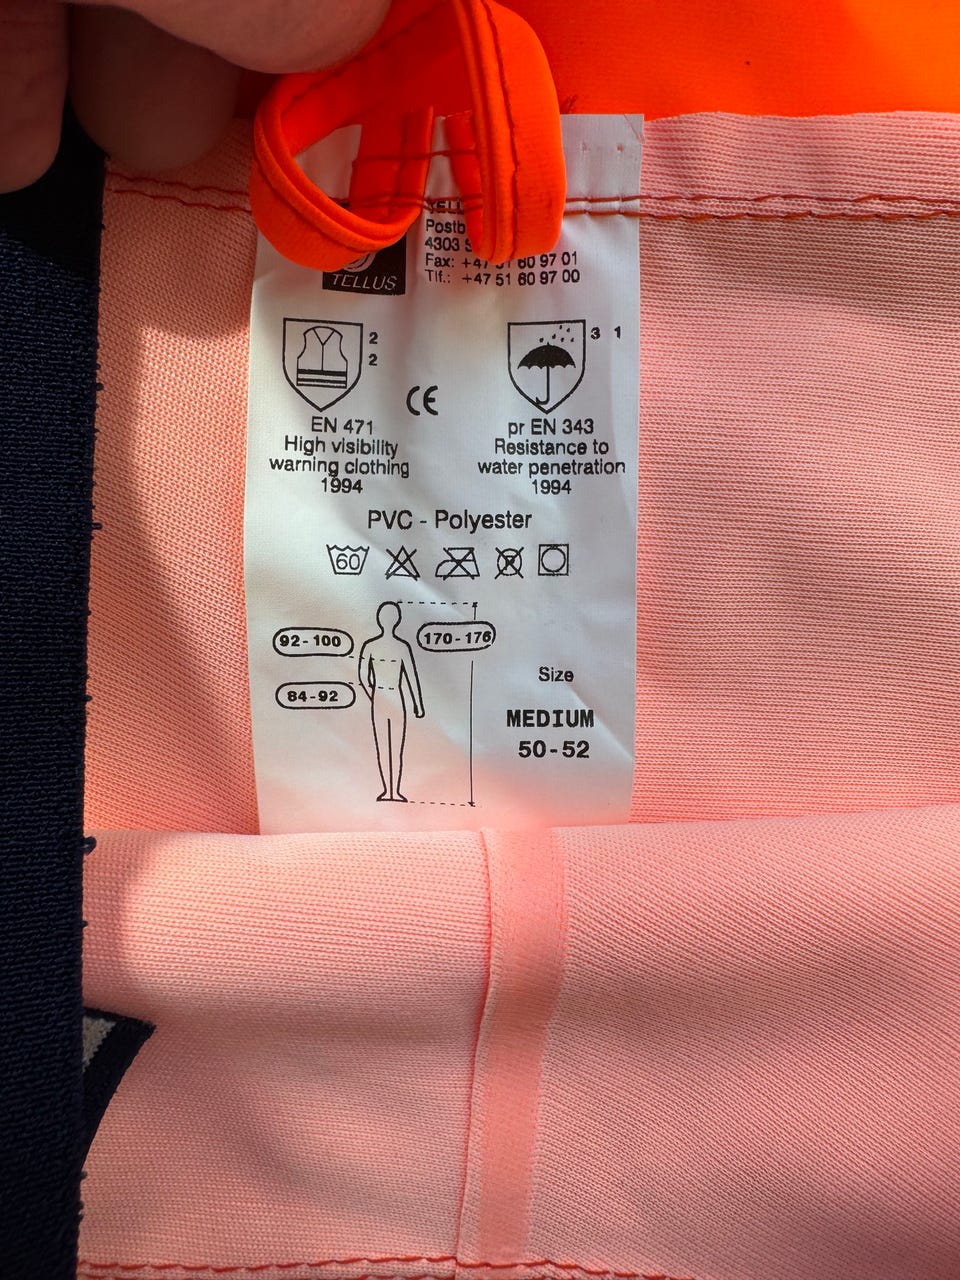 TELLUS
Postb
4303 S
Fax: +47 51 60 97 01
Tlf.: +47 51 60 97 00
TELLUS
2
2
3 1
CE
EN 471
High visibility
warning clothing
1994
pr EN 343
Resistance to
water penetration
1994
PVC - Polyester
60
92-100
170-176
84-92
Size
MEDIUM
50-52